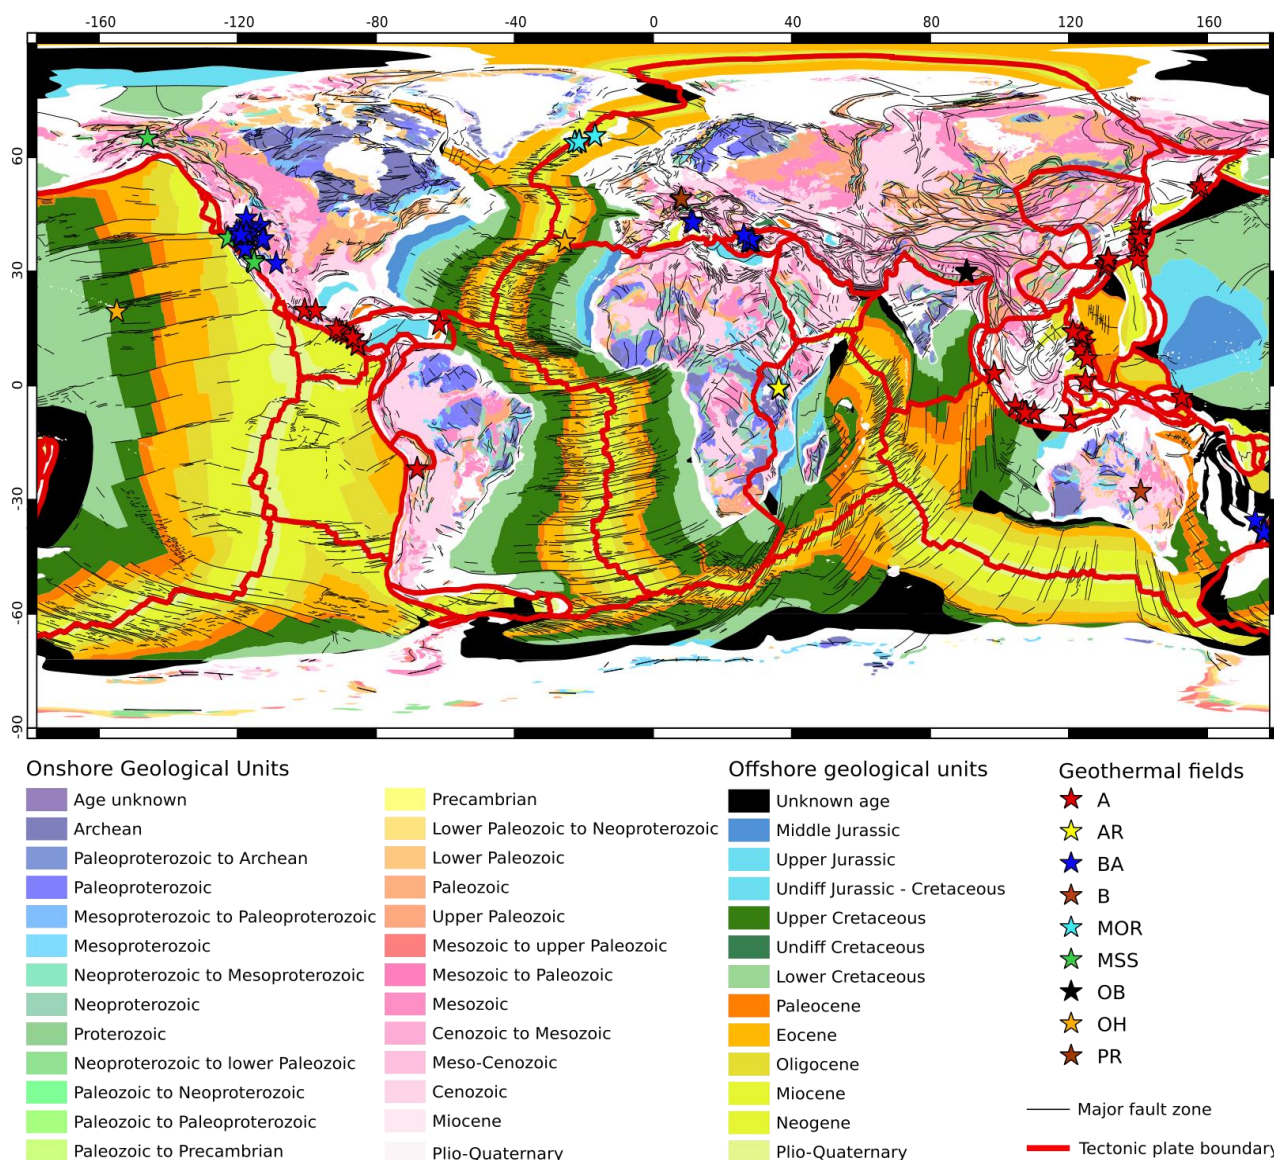 -160 -120 -80 -40 0 40 80 120 160
60
30
0
-30
-60
-90
Onshore Geological Units
Age unknown
Archean
Paleoproterozoic to Archean
Paleoproterozoic
Mesoproterozoic to Paleoproterozoic
Mesoproterozoic
Neoproterozoic to Mesoproterozoic
Neoproterozoic
Proterozoic
Neoproterozoic to lower Paleozoic
Paleozoic to Neoproterozoic
Paleozoic to Paleoproterozoic
Paleozoic to Precambrian
Precambrian
Lower Paleozoic to Neoproterozoic
Lower Paleozoic
Paleozoic
Upper Paleozoic
Mesozoic to upper Paleozoic
Mesozoic to Paleozoic
Mesozoic
Cenozoic to Mesozoic
Meso-Cenozoic
Cenozoic
Miocene
Plio-Quaternary
Offshore geological units
Unknown age
Middle Jurassic
Upper Jurassic
Undiff Jurassic - Cretaceous
Upper Cretaceous
Undiff Cretaceous
Lower Cretaceous
Paleocene
Eocene
Oligocene
Miocene
Neogene
Plio-Quaternary
Geothermal fields
A
AR
BA
B
MOR
MSS
OB
OH
PR
Major fault zone
Tectonic plate boundary